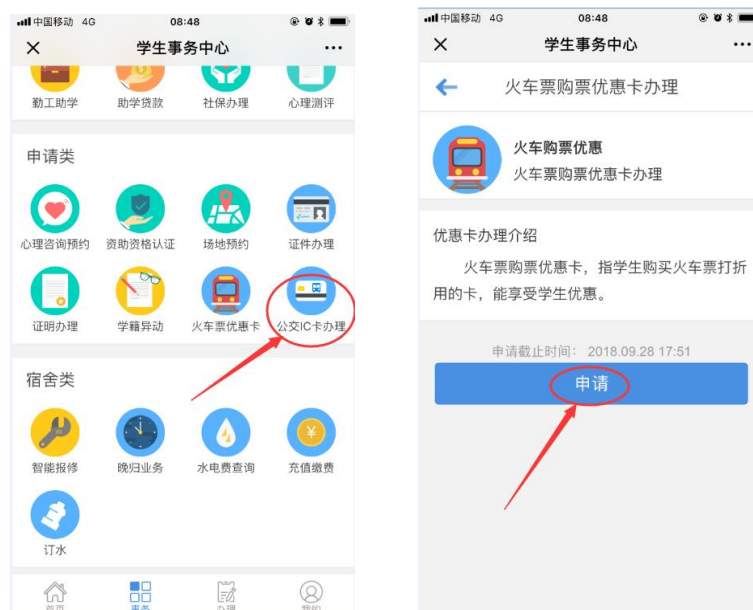 中国移动 4G 08:48
学生事务中心
勤工助学 助学贷款 社保办理 心理测评
申请类
心理咨询预约 资助资格认证 场地预约 证件办理
证明办理 学籍异动 火车票优惠卡 公交IC卡办理
宿舍类
智能报修 晚归业务 水电费查询 充值缴费
订水
首页 事务 办理 我的
中国移动 4G 08:48
学生事务中心
火车票购票优惠卡办理
火车购票优惠
火车票购票优惠卡办理
优惠卡办理介绍
火车票购票优惠卡，指学生购买火车票打折
用的卡，能享受学生优惠。
申请截止时间： 2018.09.28 17:51
申请